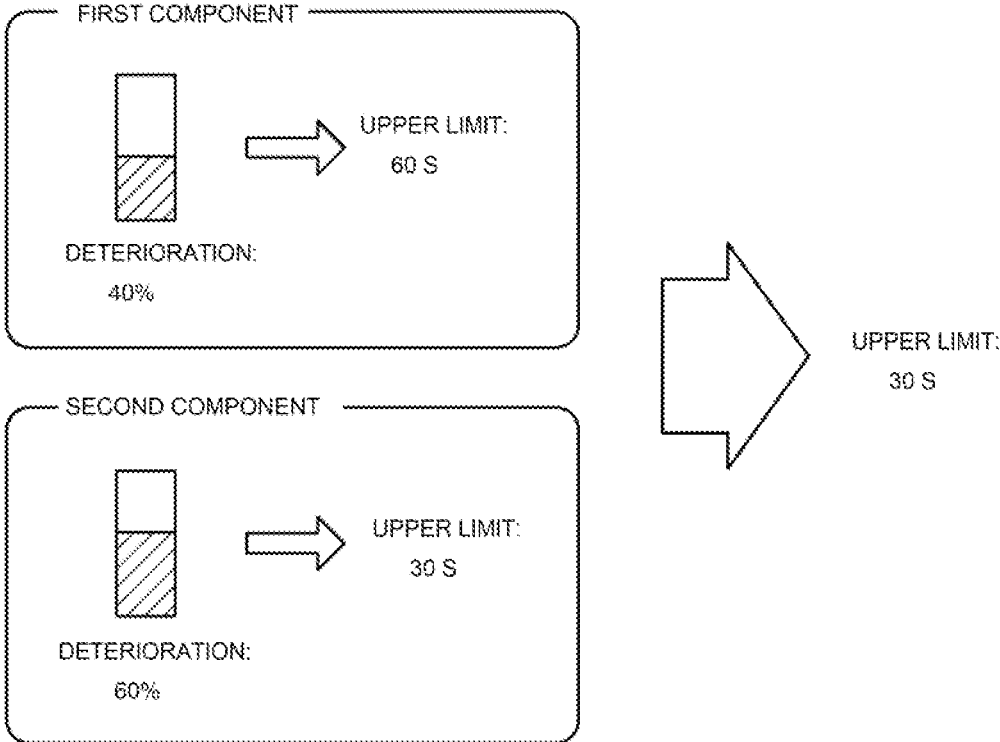 FIRST COMPONENT
UPPER LIMIT:
60 S
DETERIORATION:
40%
UPPER LIMIT:
30 S
SECOND COMPONENT
UPPER LIMIT:
30 S
DETERIORATION:
60%